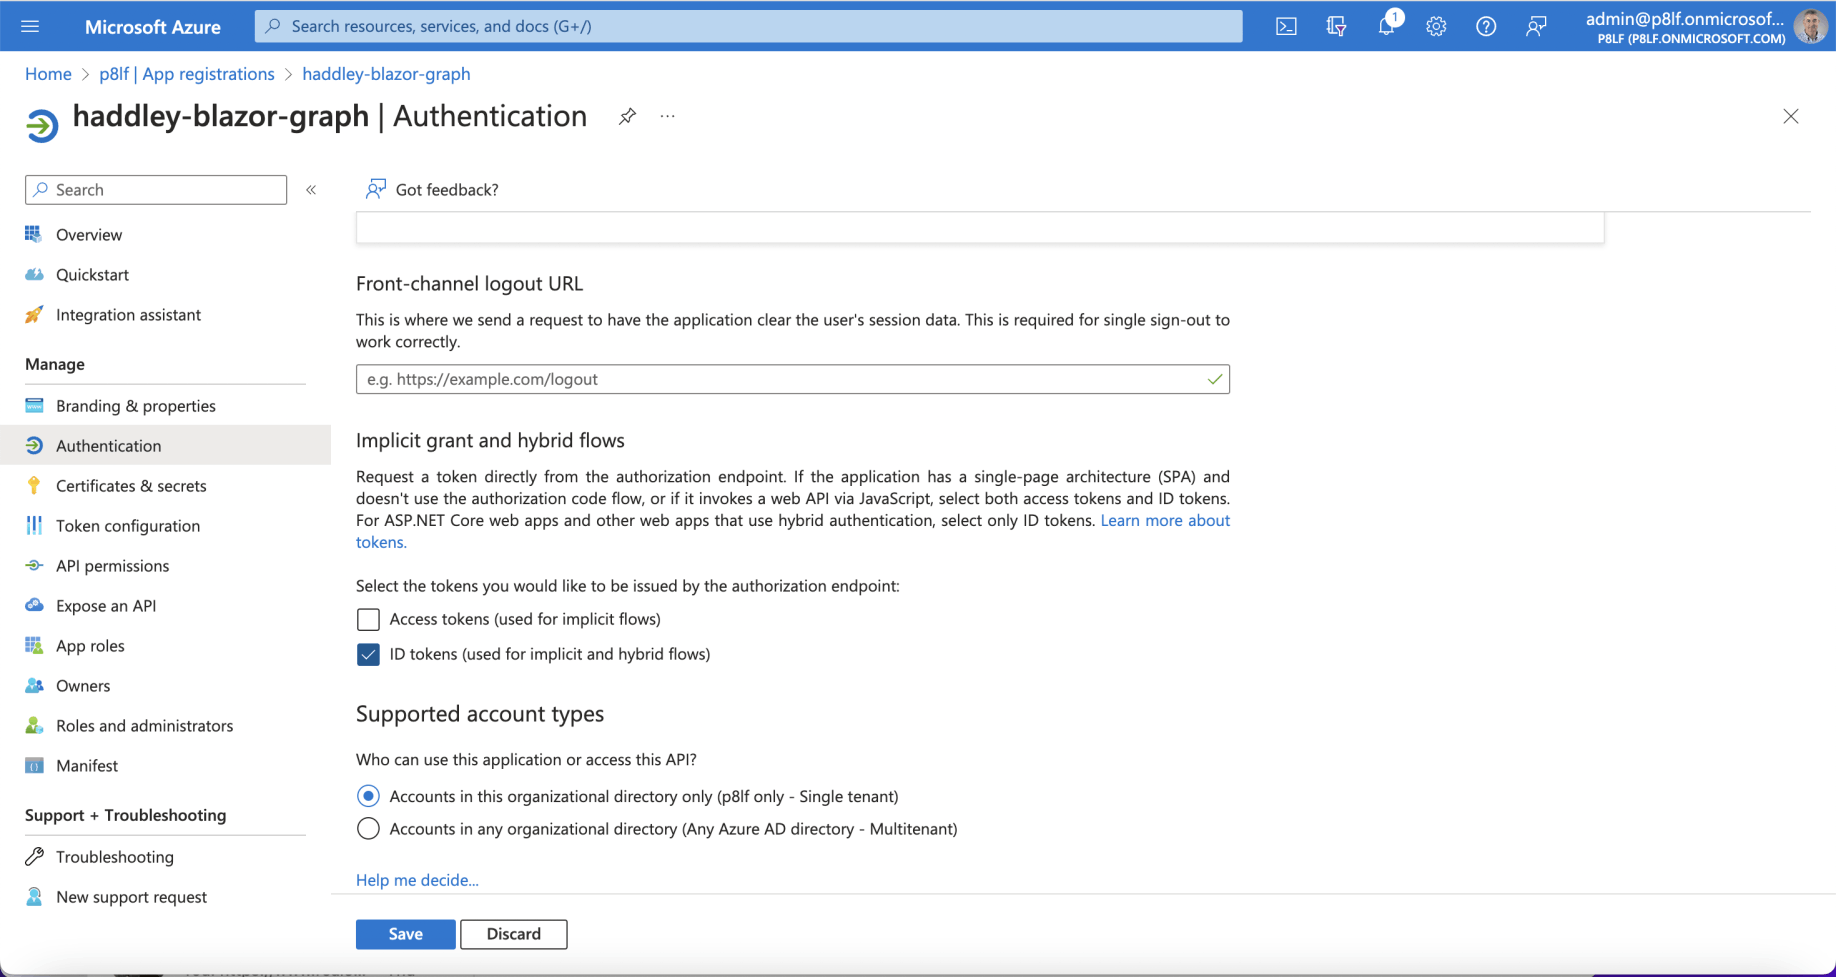 Microsoft Azure
Search resources, services, and docs (G+/)
1
admin@p8lf.onmicrosof...
P8LF (P8LF.ONMICROSOFT.COM)
Home > p8lf | App registrations > haddley-blazor-graph
haddley-blazor-graph | Authentication ...
Search
«
Got feedback?
Overview
Quickstart
Integration assistant
Manage
Branding & properties
Authentication
Certificates & secrets
Token configuration
API permissions
Expose an API
App roles
Owners
Roles and administrators
Manifest
Support + Troubleshooting
Troubleshooting
New support request
Front-channel logout URL
This is where we send a request to have the application clear the user's session data. This is required for single sign-out to
work correctly.
e.g. https://example.com/logout
Implicit grant and hybrid flows
Request a token directly from the authorization endpoint. If the application has a single-page architecture (SPA) and
doesn't use the authorization code flow, or if it invokes a web API via JavaScript, select both access tokens and ID tokens.
For ASP.NET Core web apps and other web apps that use hybrid authentication, select only ID tokens. Learn more about
tokens.
Select the tokens you would like to be issued by the authorization endpoint:
Access tokens (used for implicit flows)
ID tokens (used for implicit and hybrid flows)
Supported account types
Who can use this application or access this API?
Accounts in this organizational directory only (p8lf only - Single tenant)
Accounts in any organizational directory (Any Azure AD directory - Multitenant)
Help me decide...
Save
Discard